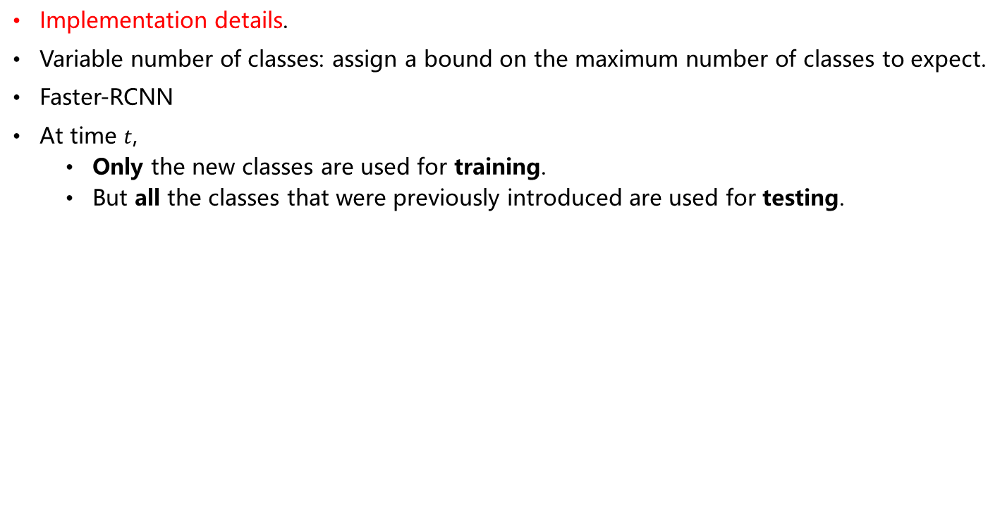 • Implementation details.
• Variable number of classes: assign a bound on the maximum number of classes to expect.
• Faster-RCNN
• At time 𝑡,
• Only the new classes are used for training.
• But all the classes that were previously introduced are used for testing.